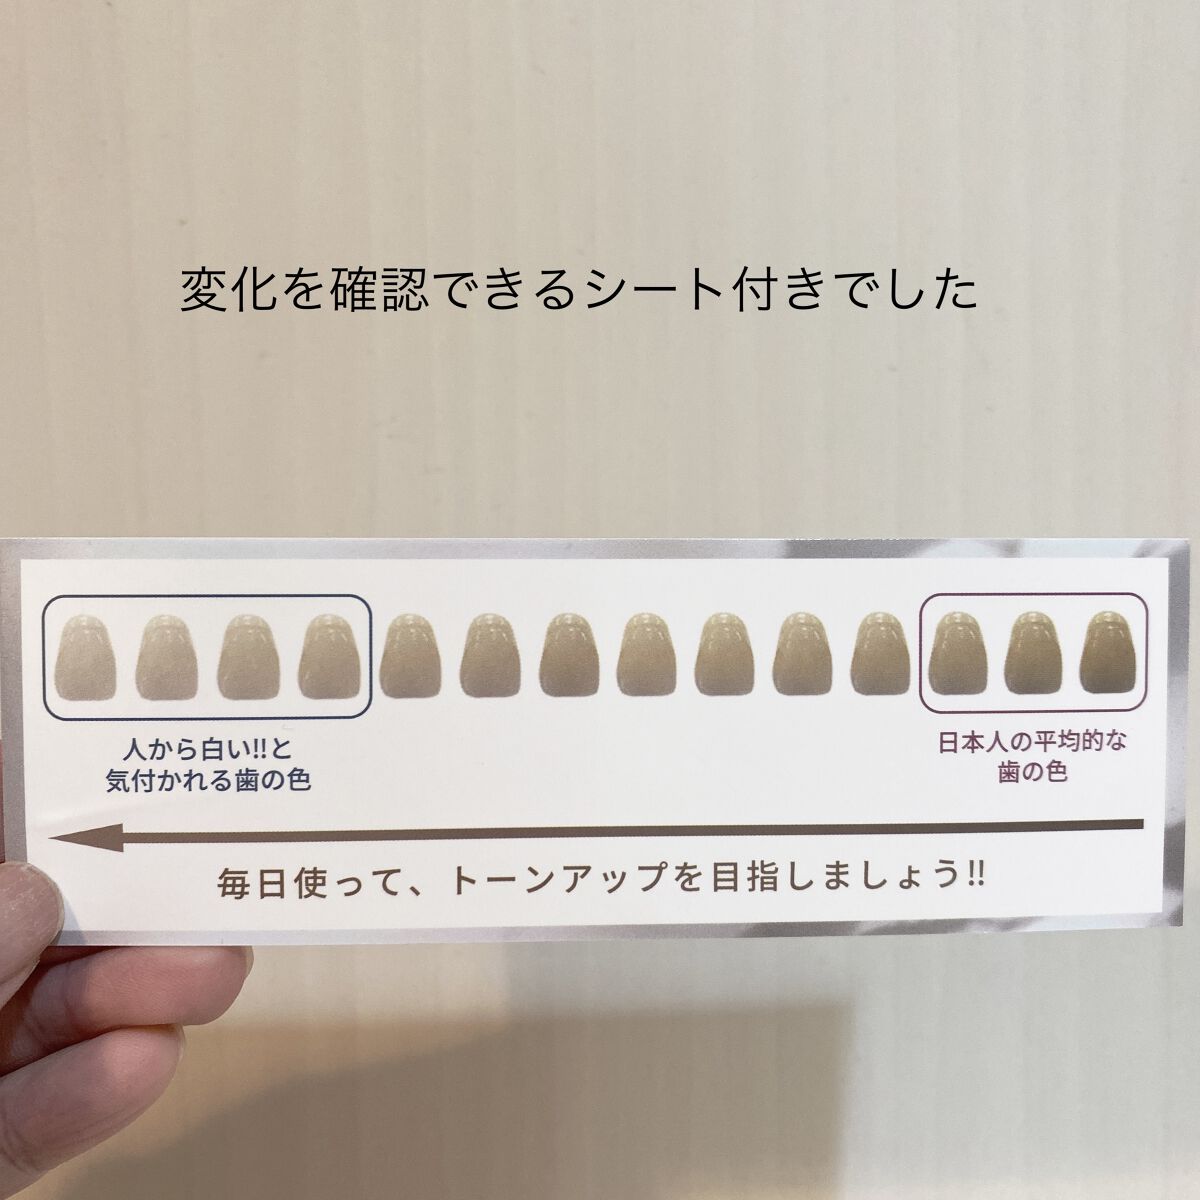 変化を確認できるシート付きでした
人から白い!!と
気付かれる歯の色
日本人の平均的な
歯の色
毎日使って、トーンアップを目指しましょう!!